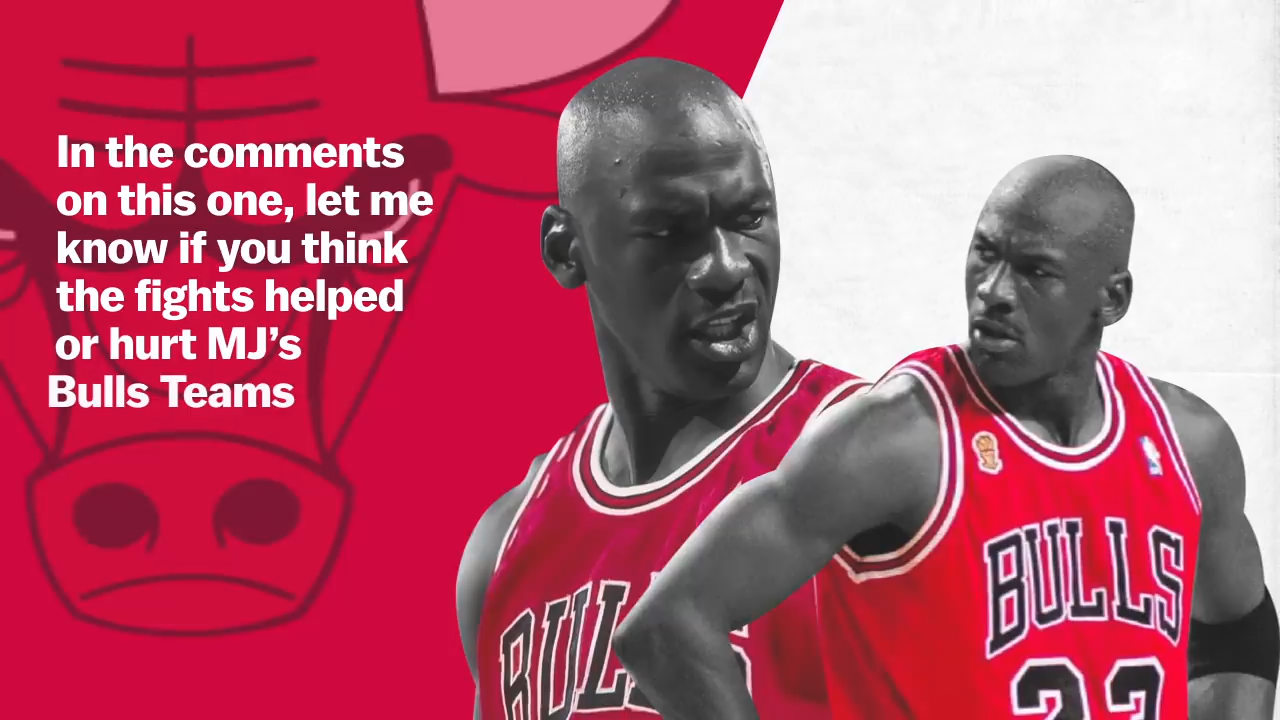 In the comments
on this one, let me
know if you think
the fights helped
or hurt MJ’s
Bulls Teams
BULLS
BULLS
23